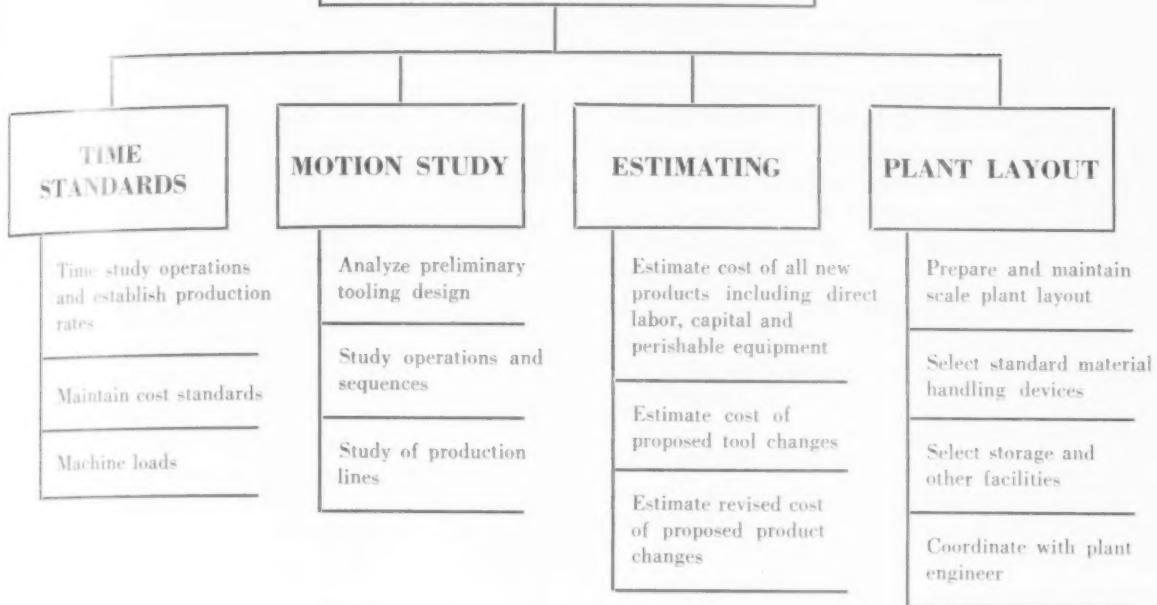 TIME
STANDARDS
Time study operations
and establish production
rates
Maintain cost standards
Machine loads
MOTION STUDY
Analyze preliminary
tooling design
Study operations and
sequences
Study of production
lines
ESTIMATING
Estimate cost of all new
products including direct
labor, capital and
perishable equipment
Estimate cost of
proposed tool changes
Estimate revised cost
of proposed product
changes
PLANT LAYOUT
Prepare and maintain
scale plant layout
Select standard material
handling devices
Select storage and
other facilities
Coordinate with plant
engineer